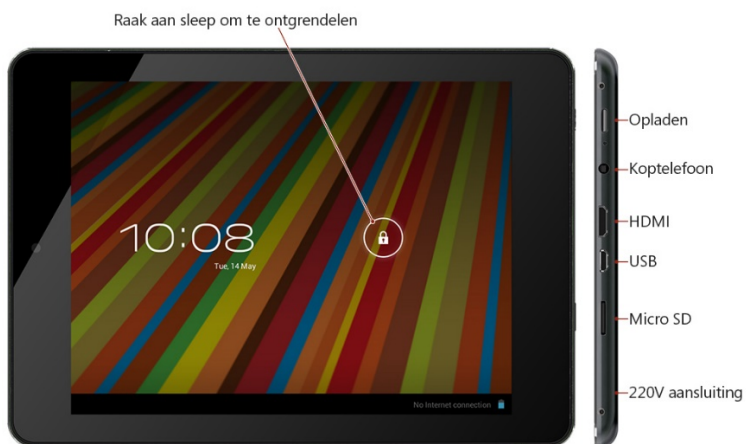 Raak aan sleep om te ontgrendelen
10:08
Tue, 14 May
No Internet connection
Opladen
Koptelefoon
HDMI
USB
Micro SD
220V aansluiting